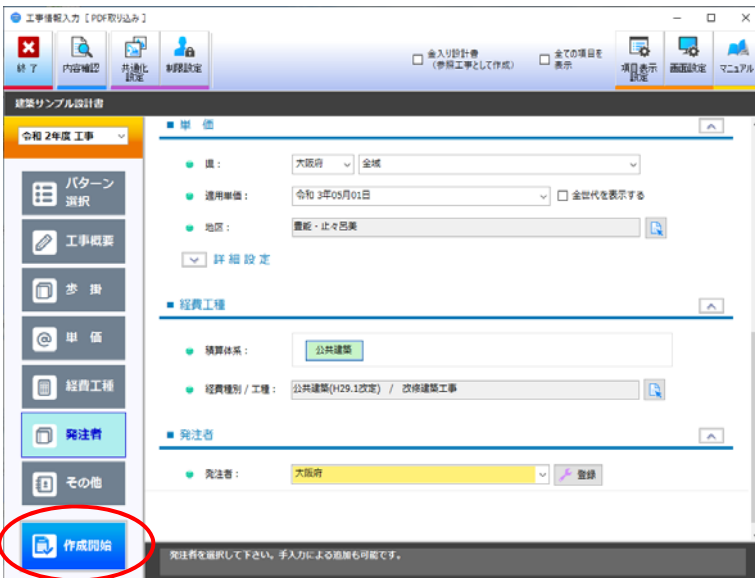 工事情報入力 [ PDF取り込み ]
終 了
内容確認
共通化
設定
制限設定
金入り設計書
(参照工事として作成)
全ての項目を
表示
項目表示
設定
画面設定
マニュアル
建築サンプル設計書
令和 2年度 工事
パターン
選択
工事概要
歩 掛
単 価
経費工種
発注者
その他
作成開始
■ 単 価
県 :
大阪府
全域
適用単価 :
令和 3年05月01日
全世代を表示する
地区 :
豊能・止々呂美
詳 細 設 定
■ 経費工種
積算体系 :
公共建築
経費種別 / 工種 :
公共建築(H29.1改定) / 改修建築工事
■ 発注者
発注者 :
大阪府
登録
発注者を選択して下さい。手入力による追加も可能です。